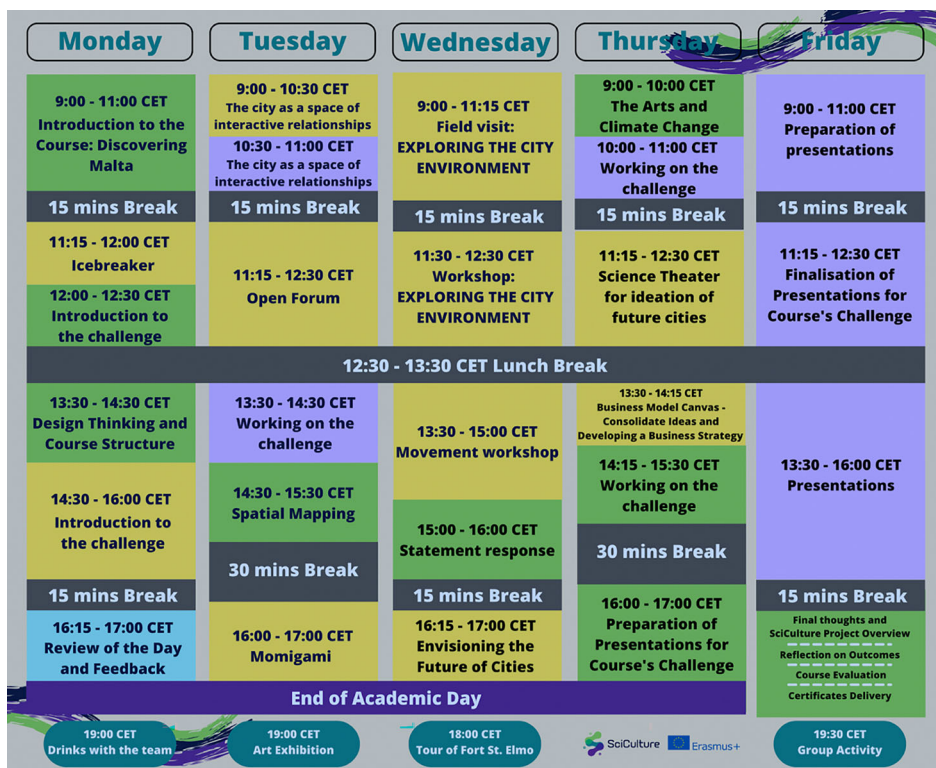 Monday
Tuesday
Wednesday
Thursday
Friday
9:00 - 11:00 CET
Introduction to the
Course: Discovering
Malta
15 mins Break
11:15 - 12:00 CET
Icebreaker
12:00 - 12:30 CET
Introduction to
the challenge
9:00 - 10:30 CET
The city as a space of
interactive relationships
10:30 - 11:00 CET
The city as a space of
interactive relationships
15 mins Break
11:15 - 12:30 CET
Open Forum
9:00 - 11:15 CET
Field visit:
EXPLORING THE CITY
ENVIRONMENT
15 mins Break
11:30 - 12:30 CET
Workshop:
EXPLORING THE CITY
ENVIRONMENT
9:00 - 10:00 CET
The Arts and
Climate Change
10:00 - 11:00 CET
Working on the
challenge
15 mins Break
11:15 - 12:30 CET
Science Theater
for ideation of
future cities
9:00 - 11:00 CET
Preparation of
presentations
15 mins Break
11:15 - 12:30 CET
Finalisation of
Presentations for
Course's Challenge
12:30 - 13:30 CET Lunch Break
13:30 - 14:30 CET
Design Thinking and
Course Structure
14:30 - 16:00 CET
Introduction to
the challenge
15 mins Break
16:15 - 17:00 CET
Review of the Day
and Feedback
13:30 - 14:30 CET
Working on the
challenge
14:30 - 15:30 CET
Spatial Mapping
30 mins Break
16:00 - 17:00 CET
Momigami
13:30 - 15:00 CET
Movement workshop
15:00 - 16:00 CET
Statement response
15 mins Break
16:15 - 17:00 CET
Envisioning the
Future of Cities
13:30 - 14:15 CET
Business Model Canvas -
Consolidate Ideas and
Developing a Business Strategy
14:15 - 15:30 CET
Working on the
challenge
30 mins Break
16:00 - 17:00 CET
Preparation of
Presentations for
Course's Challenge
13:30 - 16:00 CET
Presentations
15 mins Break
Final thoughts and
SciCulture Project Overview
Reflection on Outcomes
Course Evaluation
Certificates Delivery
End of Academic Day
19:00 CET
Drinks with the team
19:00 CET
Art Exhibition
18:00 CET
Tour of Fort St. Elmo
SciCulture
Erasmus+
19:30 CET
Group Activity